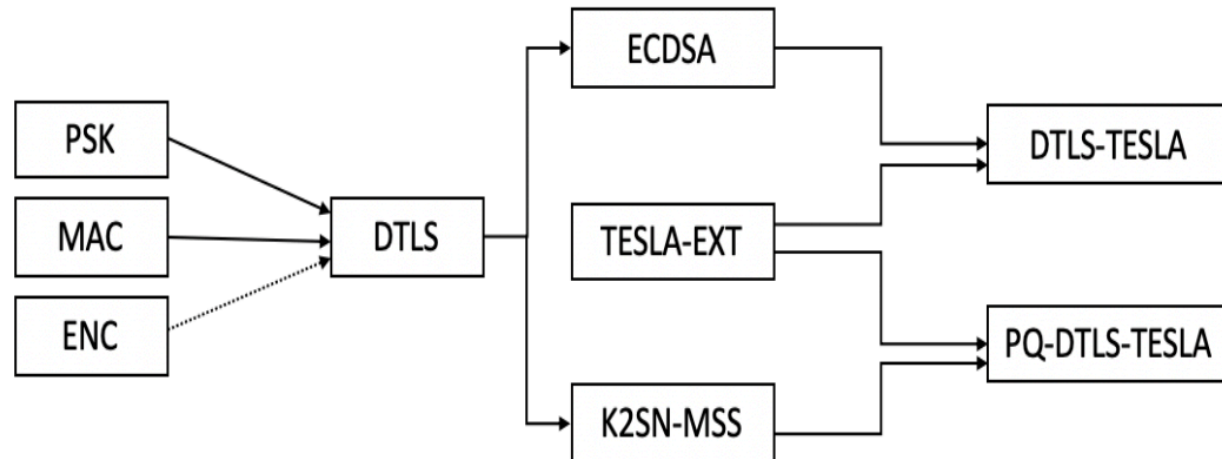 PSK
MAC
ENC
DTLS
ECDSA
TESLA-EXT
K2SN-MSS
DTLS-TESLA
PQ-DTLS-TESLA